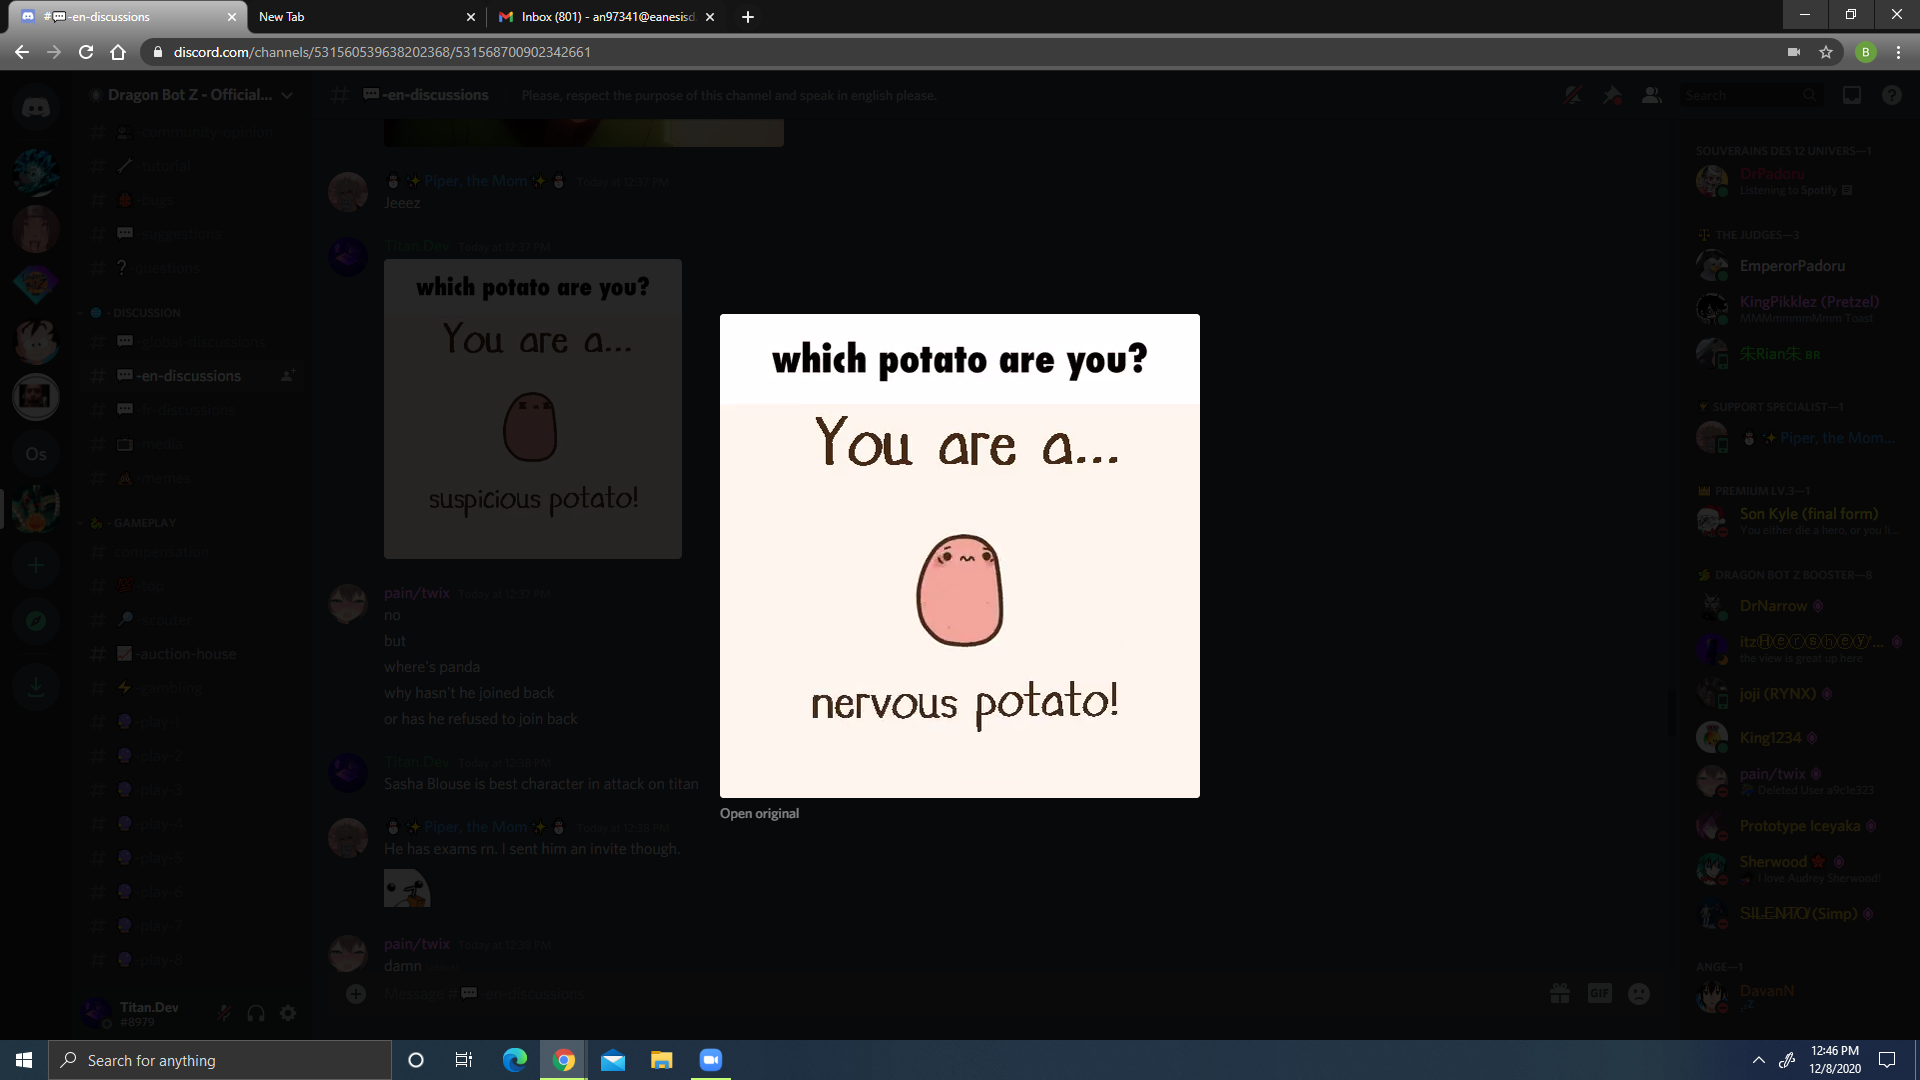 #💬-en-discussions
New Tab
Inbox (801) - an97341@eanesisd.
discord.com/channels/531560539638202368/531568700902342661
B
Dragon Bot Z - Official...
#💬-en-discussions
Please, respect the purpose of this channel and speak in english please.
Search
-community-opinion
-tutorial
-bugs
-suggestions
-questions
- DISCUSSION
-global-discussions
-en-discussions
-fr-discussions
-media
-memes
- GAMEPLAY
compensation
-scouter
-auction-house
-gambling
-play-1
-play-2
-play-3
-play-4
-play-5
-play-6
-play-7
-play-8
Os
Titan.Dev
#8979
Piper, the Mom Today at 12:37 PM
Jeeez
Titan.Dev Today at 12:37 PM
which potato are you?
You are a...
suspicious potato!
pain/twix Today at 12:37 PM
no
but
where's panda
why hasn't he joined back
or has he refused to join back
Titan.Dev Today at 12:38 PM
Sasha Blouse is best character in attack on titan
Piper, the Mom Today at 12:38 PM
He has exams rn. I sent him an invite though.
pain/twix Today at 12:38 PM
damn
Message #💬-en-discussions
GIF
which potato are you?
You are a...
nervous potato!
Open original
SOUVERAINS DES 12 UNIVERS—1
DrPadoru
Listening to Spotify
THE JUDGES—3
EmperorPadoru
KingPikklez (Pretzel)
MMMmmmmMmm Toast
朱Rian朱 BR
SUPPORT SPECIALIST—1
Piper, the Mom...
PREMIUM LV.3—1
Son Kyle (final form)
You either die a hero, or you li...
DRAGON BOT Z BOOSTER—8
DrNarrow
itzⒽⓔⓡⓢⓗⓔⓨ'...
the view is great up here
joji (RYNX)
King1234
pain/twix
Deleted User a9c1e323
Prototype Iceyaka
Sherwood
I love Audrey Sherwood!
SILENTO (Simp)
ANGE—1
DavanN
Search for anything
12:46 PM
12/8/2020